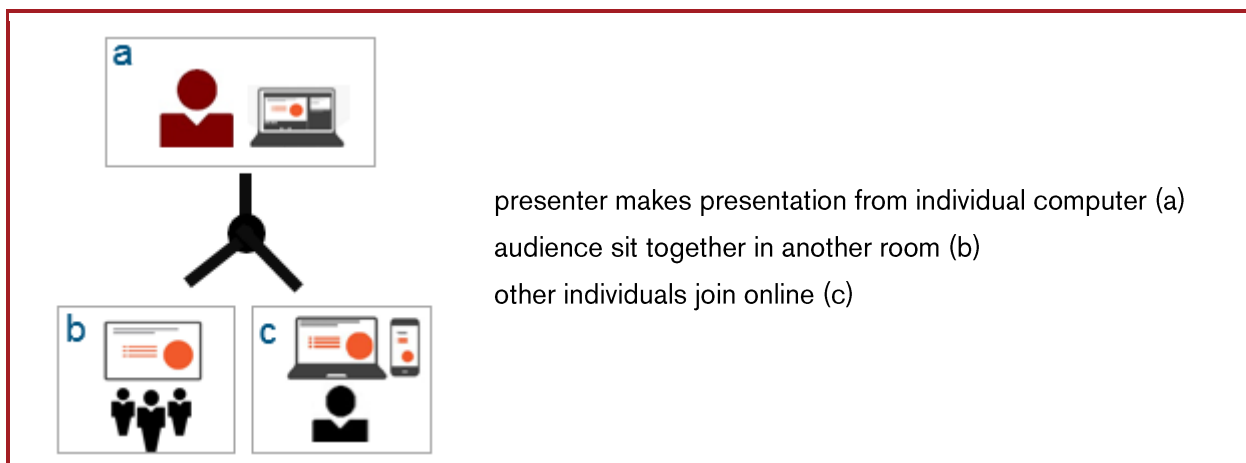 a
presenter makes presentation from individual computer (a)
audience sit together in another room (b)
other individuals join online (c)
b
c